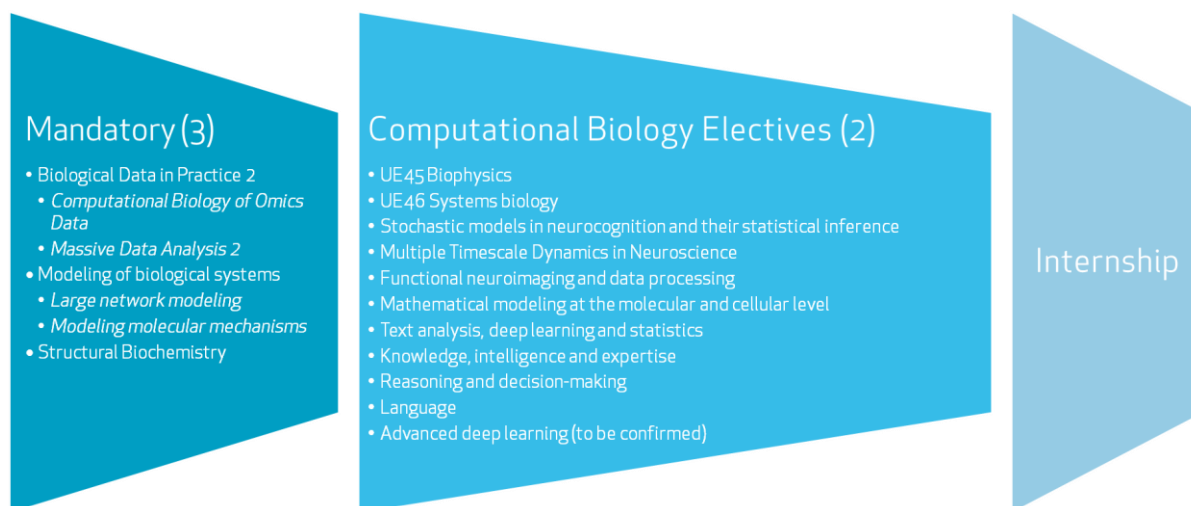 Mandatory (3)
• Biological Data in Practice 2
• Computational Biology of Omics
Data
• Massive Data Analysis 2
• Modeling of biological systems
• Large network modeling
• Modeling molecular mechanisms
• Structural Biochemistry
Computational Biology Electives (2)
• UE45 Biophysics
• UE46 Systems biology
• Stochastic models in neurocognition and their statistical inference
• Multiple Timescale Dynamics in Neuroscience
• Functional neuroimaging and data processing
• Mathematical modeling at the molecular and cellular level
• Text analysis, deep learning and statistics
• Knowledge, intelligence and expertise
• Reasoning and decision-making
• Language
• Advanced deep learning (to be confirmed)
Internship